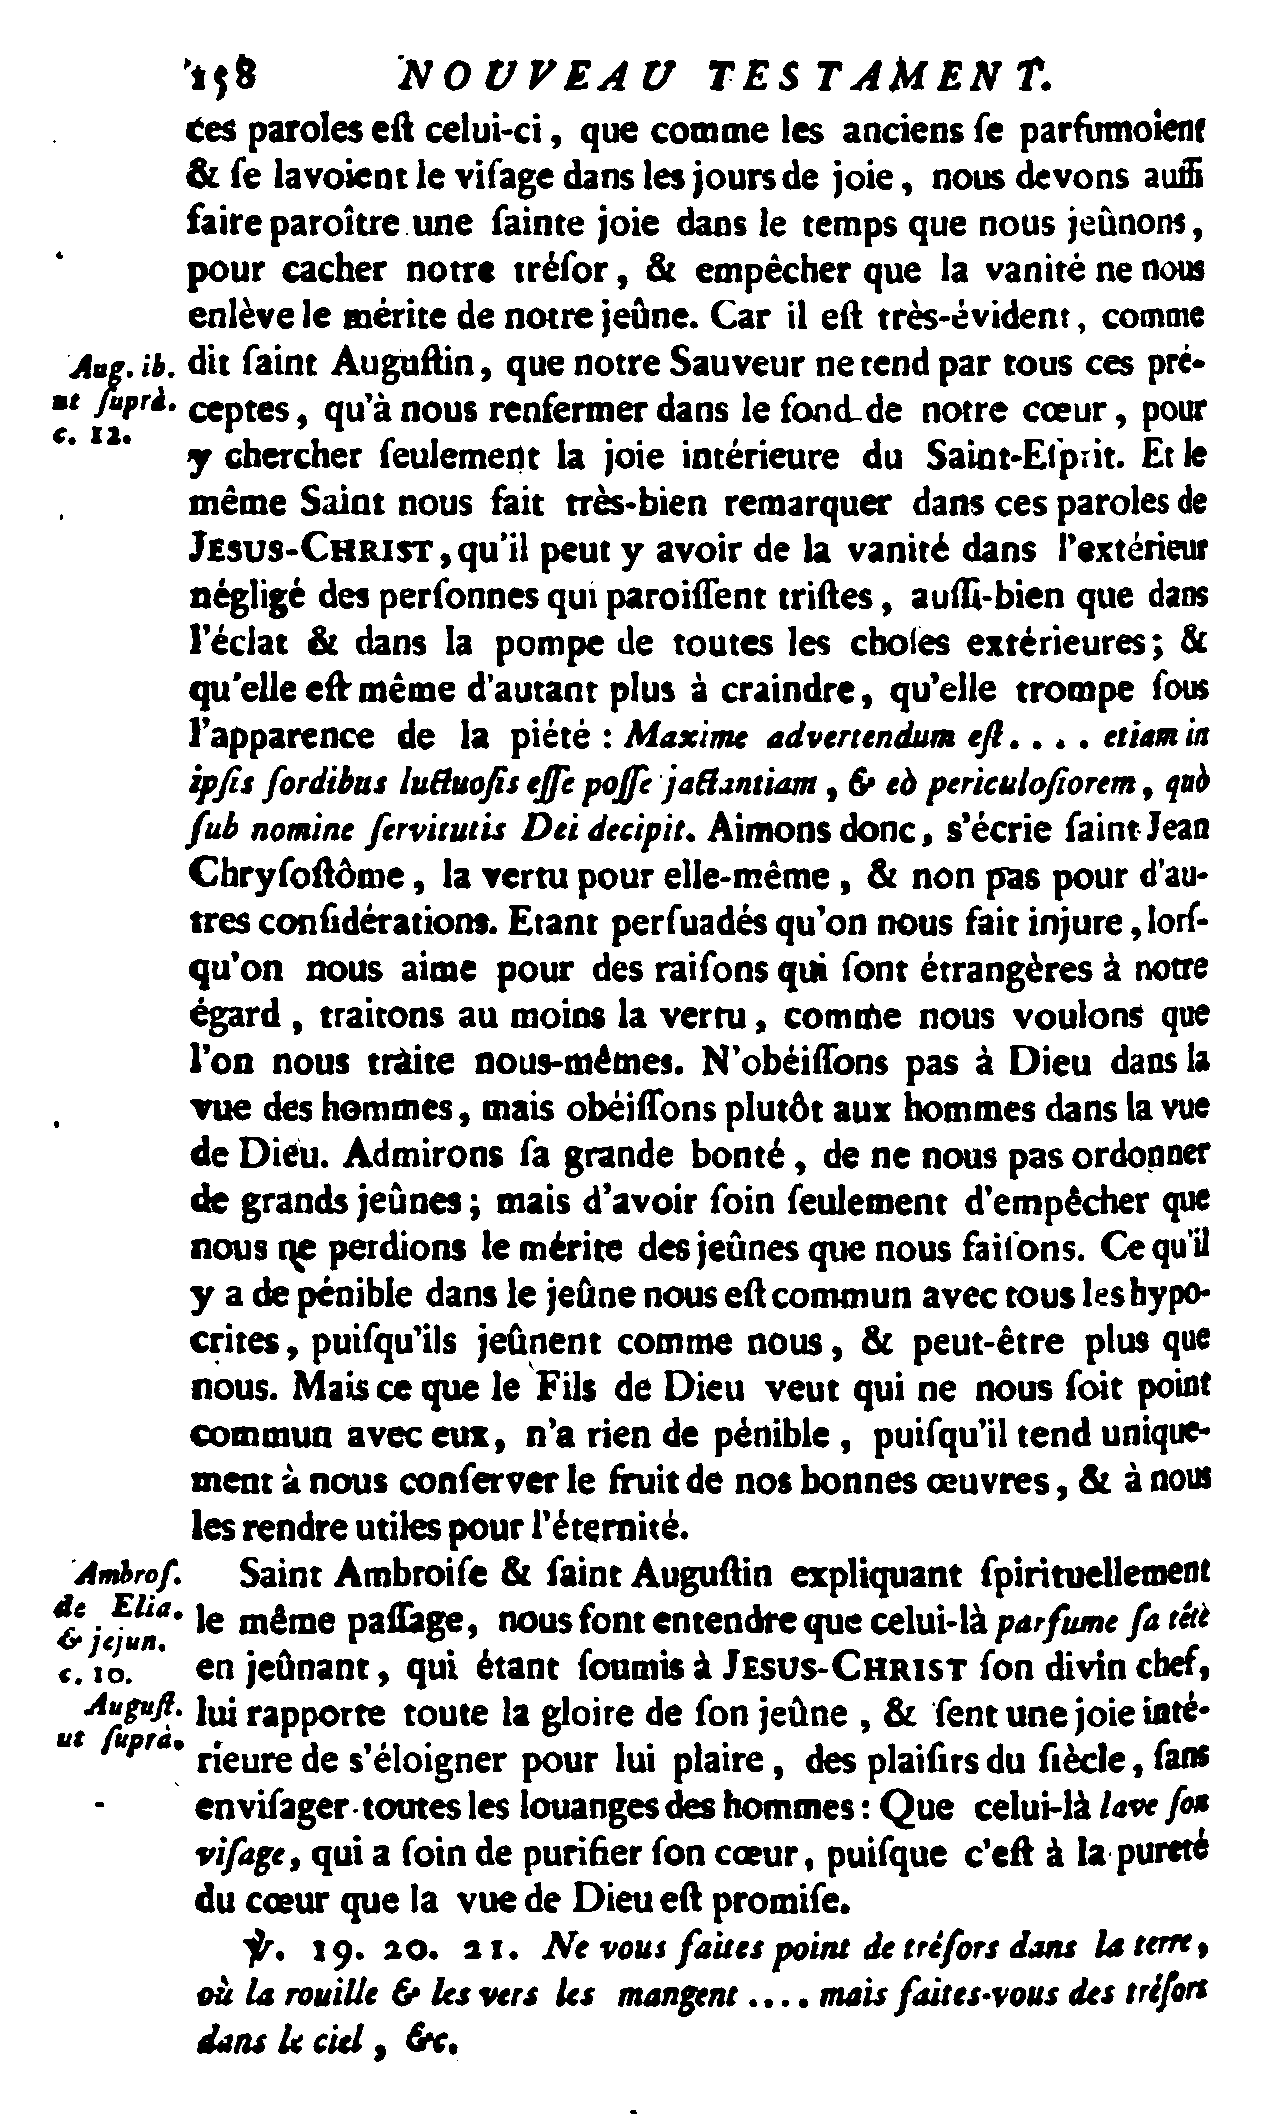 158 NOUVEAU TESTAMENT.
ces paroles eſt celui-ci, que comme les anciens ſe parfumoient
& ſe lavoient le viſage dans les jours de joie, nous devons auſſi
faire paroître une ſainte joie dans le temps que nous jeûnons,
pour cacher notre tréſor, & empêcher que la vanité ne nous
enlève le mérite de notre jeûne. Car il eſt très-évident, comme
Aug. ib. dit ſaint Auguſtin, que notre Sauveur ne tend par tous ces pré-
ut ſuprà. ceptes, qu'à nous renfermer dans le fond de notre cœur, pour
c. 12.
y chercher ſeulement la joie intérieure du Saint-Eſprit. Et le
même Saint nous fait très-bien remarquer dans ces paroles de
JESUS-CHRIST, qu'il peut y avoir de la vanité dans l'extérieur
négligé des perſonnes qui paroiſſent triſtes, auſſi-bien que dans
l'éclat & dans la pompe de toutes les choſes extérieures; &
qu'elle eſt même d'autant plus à craindre, qu'elle trompe ſous
l'apparence de la piété : Maxime advertendum eſt.... etiam in
ipſis ſordibus luctuoſis eſſe poſſe jactantiam, & eò periculoſiorem, quò
ſub nomine ſervitutis Dei decipit. Aimons donc, s'écrie ſaint Jean
Chryſoſtôme, la vertu pour elle-même, & non pas pour d'au-
tres conſidérations. Etant perſuadés qu'on nous fait injure, lorſ-
qu'on nous aime pour des raiſons qui ſont étrangères à notre
égard, traitons au moins la vertu, comme nous voulons que
l'on nous traite nous-mêmes. N'obéiſſons pas à Dieu dans la
vue des hommes, mais obéiſſons plutôt aux hommes dans la vue
de Dieu. Admirons ſa grande bonté, de ne nous pas ordonner
de grands jeûnes; mais d'avoir ſoin ſeulement d'empêcher que
nous ne perdions le mérite des jeûnes que nous faiſons. Ce qu'il
y a de pénible dans le jeûne nous eſt commun avec tous les hypo-
crites, puiſqu'ils jeûnent comme nous, & peut-être plus que
nous. Mais ce que le Fils de Dieu veut qui ne nous ſoit point
commun avec eux, n'a rien de pénible, puiſqu'il tend unique-
ment à nous conſerver le fruit de nos bonnes œuvres, & à nous
les rendre utiles pour l'éternité.
Ambroſ. Saint Ambroiſe & ſaint Auguſtin expliquant ſpirituellement
de Elia. le même paſſage, nous font entendre que celui-là parfume ſa tête
& jejun.
c. 10. en jeûnant, qui étant ſoumis à JESUS-CHRIST ſon divin chef,
Auguſt. lui rapporte toute la gloire de ſon jeûne, & ſent une joie inté-
ut ſuprà. rieure de s'éloigner pour lui plaire, des plaiſirs du ſiècle, ſans
enviſager toutes les louanges des hommes : Que celui-là lave ſon
viſage, qui a ſoin de purifier ſon cœur, puiſque c'eſt à la pureté
du cœur que la vue de Dieu eſt promiſe.
℣. 19. 20. 21. Ne vous faites point de tréſors dans la terre,
où la rouille & les vers les mangent.... mais faites-vous des tréſors
dans le ciel, &c.